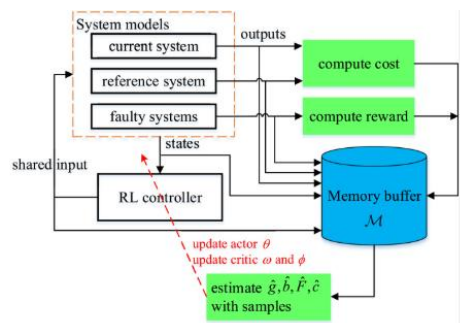 System models
current system
reference system
faulty systems
outputs
compute cost
compute reward
states
shared input
RL controller
Memory buffer
ℳ
update actor θ
update critic ω and ϕ
estimate ĝ, b̂, F̂, ĉ
with samples